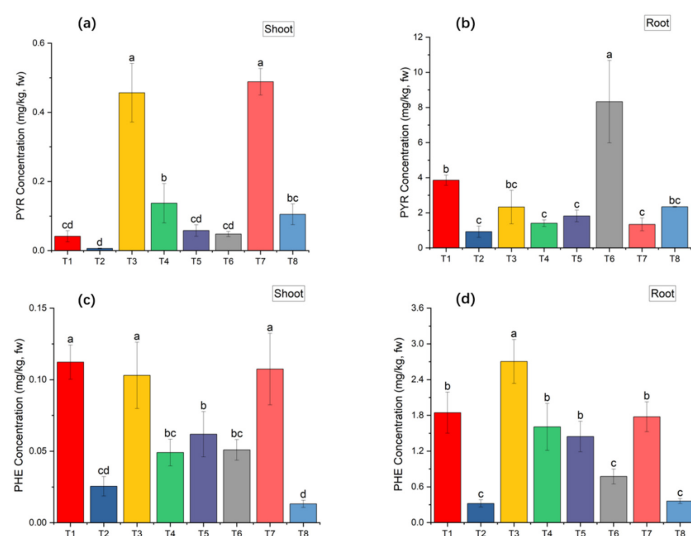 (a)
Shoot
PYR Concentration (mg/kg, fw)
0.6
0.4
0.2
0.0
cd
d
a
b
cd
cd
a
bc
T1 T2 T3 T4 T5 T6 T7 T8
(b)
Root
PYR Concentration (mg/kg, fw)
12
10
8
6
4
2
0
b
c
bc
c
c
a
c
bc
T1 T2 T3 T4 T5 T6 T7 T8
(c)
Shoot
PHE Concentration (mg/kg, fw)
0.15
0.10
0.05
0.00
a
cd
a
bc
b
bc
a
d
T1 T2 T3 T4 T5 T6 T7 T8
(d)
Root
PHE Concentration (mg/kg, fw)
3.6
3.0
2.4
1.8
1.2
0.6
0.0
b
c
a
b
b
c
b
c
T1 T2 T3 T4 T5 T6 T7 T8